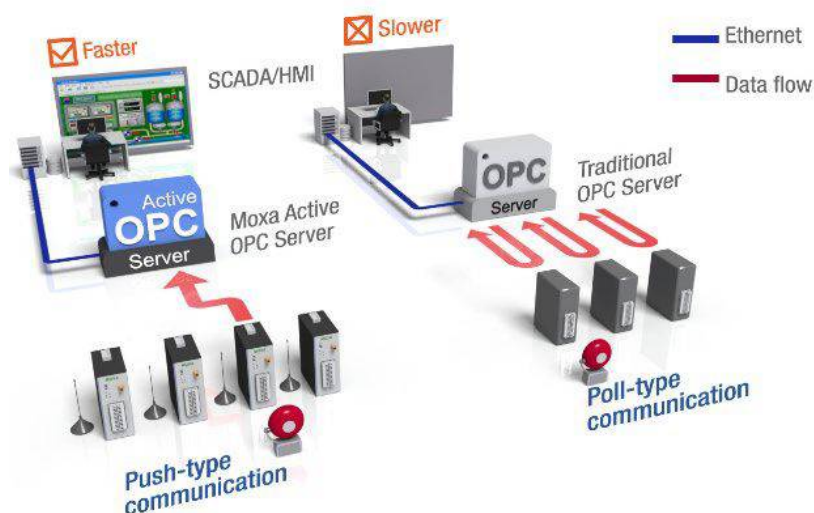 Faster
SCADA/HMI
Slower
Ethernet
Data flow
Active
OPC
Server
Moxa Active
OPC Server
OPC
Server
Traditional
OPC Server
Push-type
communication
Poll-type
communication